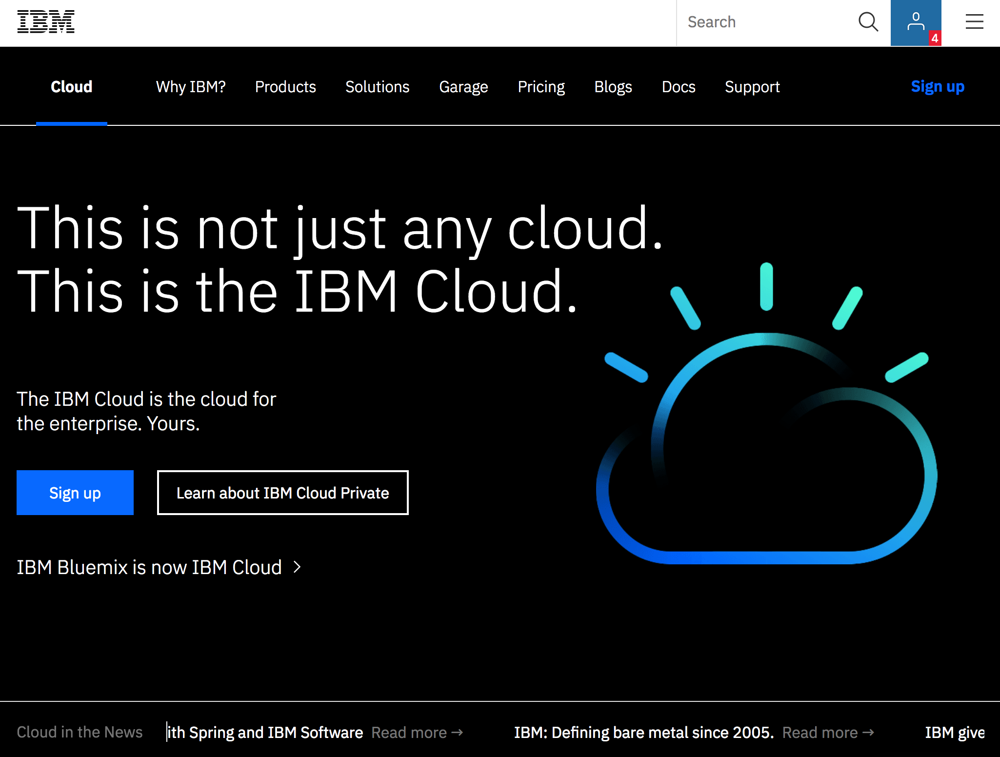 IBM
Search
4
Cloud Why IBM? Products Solutions Garage Pricing Blogs Docs Support Sign up
This is not just any cloud.
This is the IBM Cloud.
The IBM Cloud is the cloud for
the enterprise. Yours.
Sign up Learn about IBM Cloud Private
IBM Bluemix is now IBM Cloud
Cloud in the News ith Spring and IBM Software Read more → IBM: Defining bare metal since 2005. Read more → IBM give